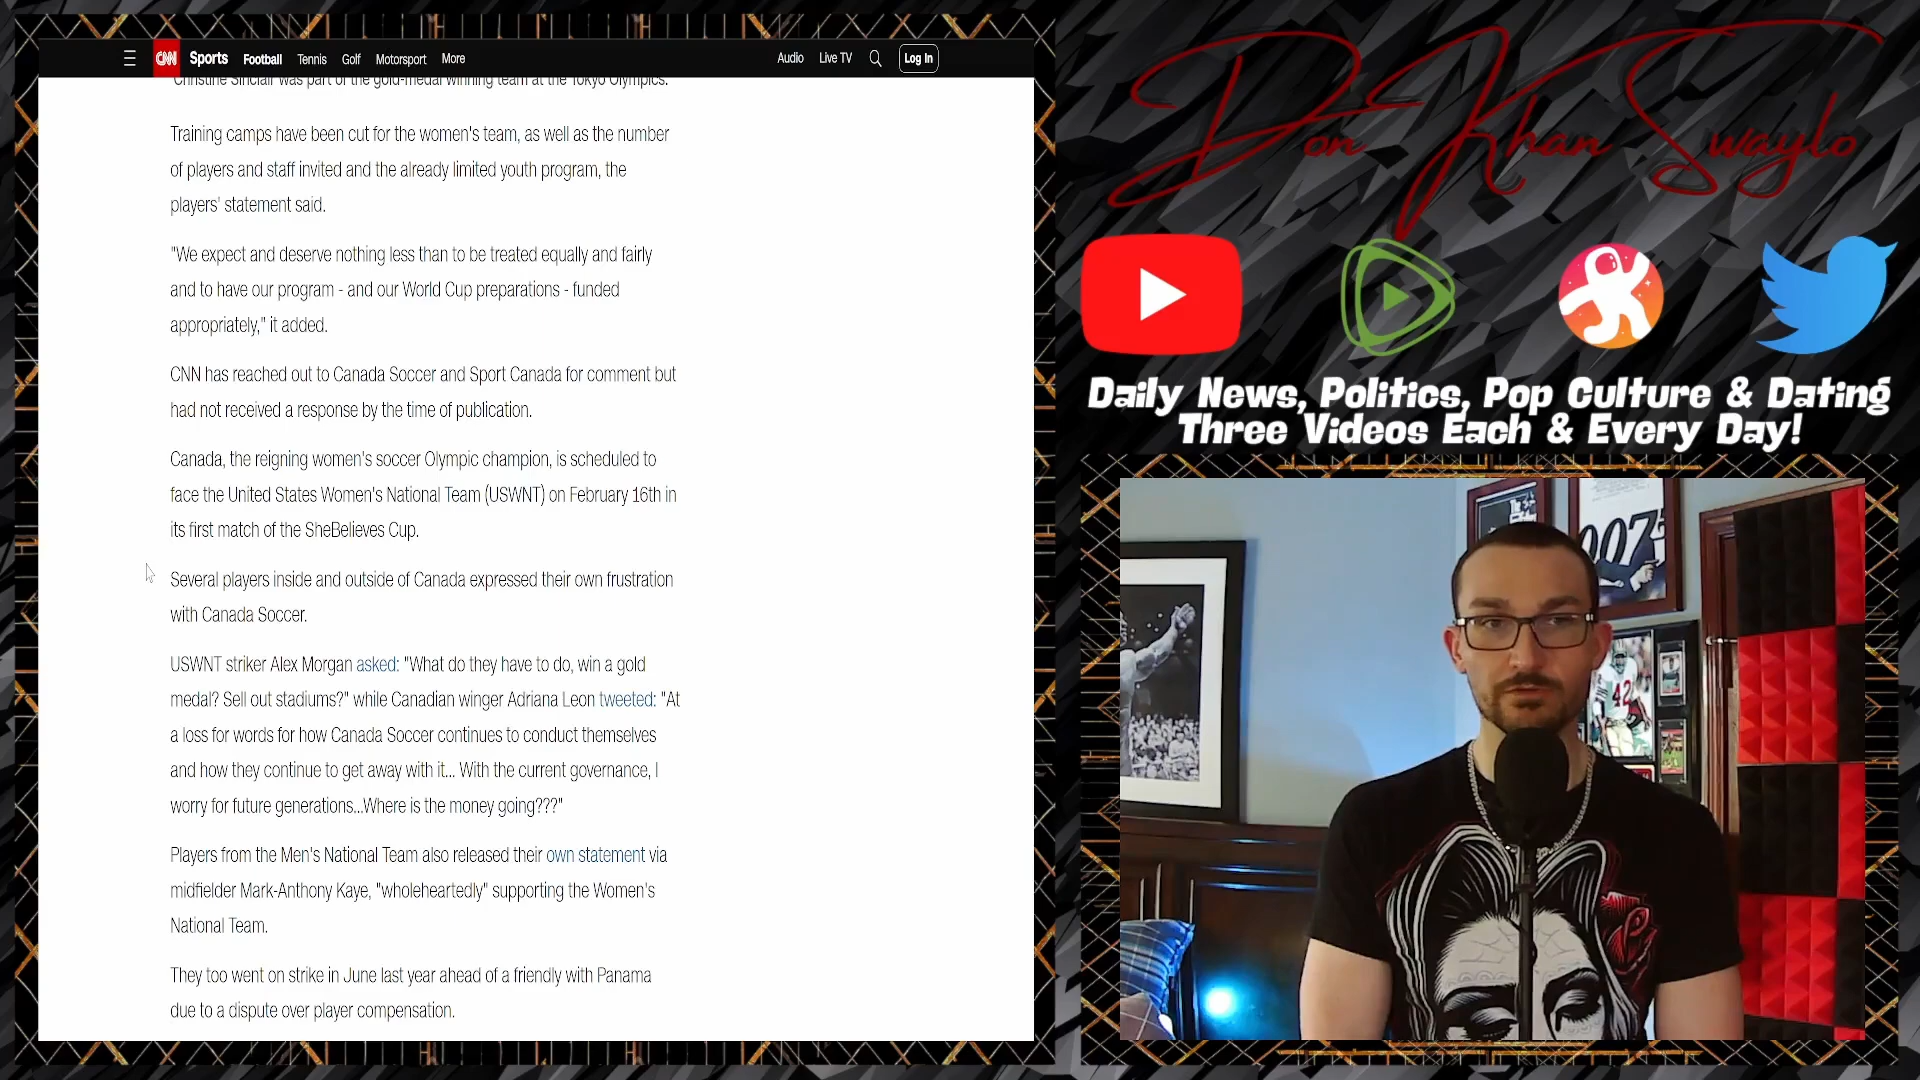 CNN Sports Football Tennis Golf Motorsport More Audio Live TV Log In
Christine Sinclair was part of the gold-medal winning team at the Tokyo Olympics.
Training camps have been cut for the women's team, as well as the number
of players and staff invited and the already limited youth program, the
players' statement said.
"We expect and deserve nothing less than to be treated equally and fairly
and to have our program - and our World Cup preparations - funded
appropriately," it added.
CNN has reached out to Canada Soccer and Sport Canada for comment but
had not received a response by the time of publication.
Canada, the reigning women's soccer Olympic champion, is scheduled to
face the United States Women's National Team (USWNT) on February 16th in
its first match of the SheBelieves Cup.
Several players inside and outside of Canada expressed their own frustration
with Canada Soccer.
USWNT striker Alex Morgan asked: "What do they have to do, win a gold
medal? Sell out stadiums?" while Canadian winger Adriana Leon tweeted: "At
a loss for words for how Canada Soccer continues to conduct themselves
and how they continue to get away with it... With the current governance, I
worry for future generations...Where is the money going???"
Players from the Men's National Team also released their own statement via
midfielder Mark-Anthony Kaye, "wholeheartedly" supporting the Women's
National Team.
They too went on strike in June last year ahead of a friendly with Panama
due to a dispute over player compensation.
Don Khan Swaylo
Daily News, Politics, Pop Culture & Dating
Three Videos Each & Every Day!
007
42